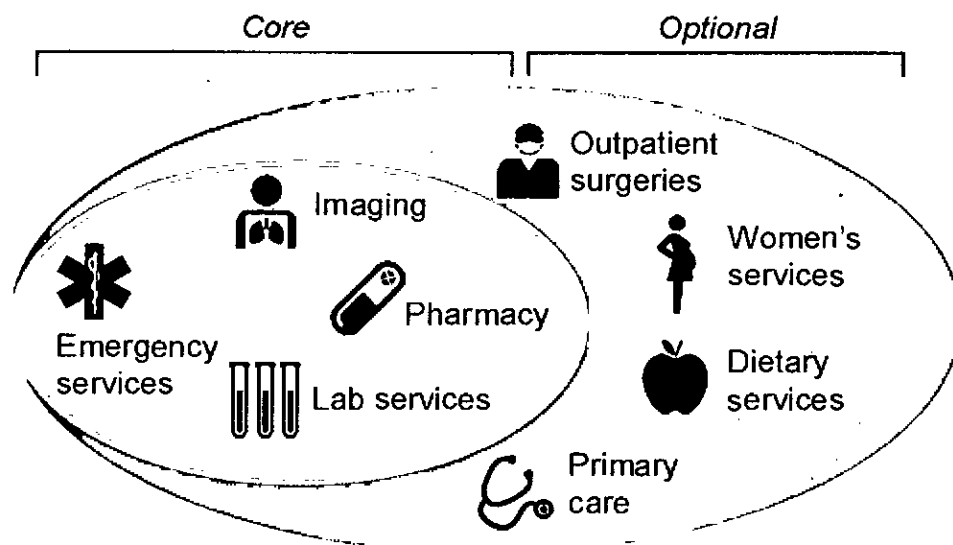 Core
Optional
Outpatient
surgeries
Imaging
Women's
services
Pharmacy
Emergency
services
Dietary
services
Lab services
Primary
care